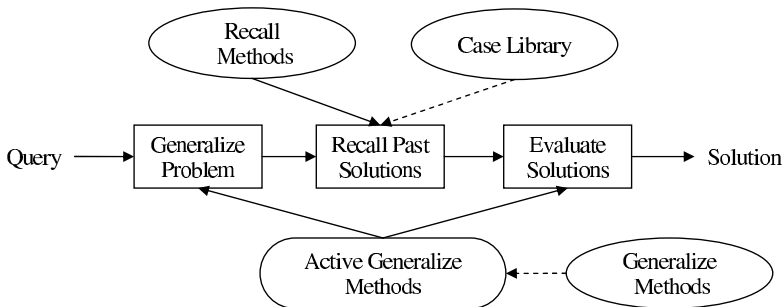 Recall
Methods
Case Library
Query
Generalize
Problem
Recall Past
Solutions
Evaluate
Solutions
Solution
Active Generalize
Methods
Generalize
Methods